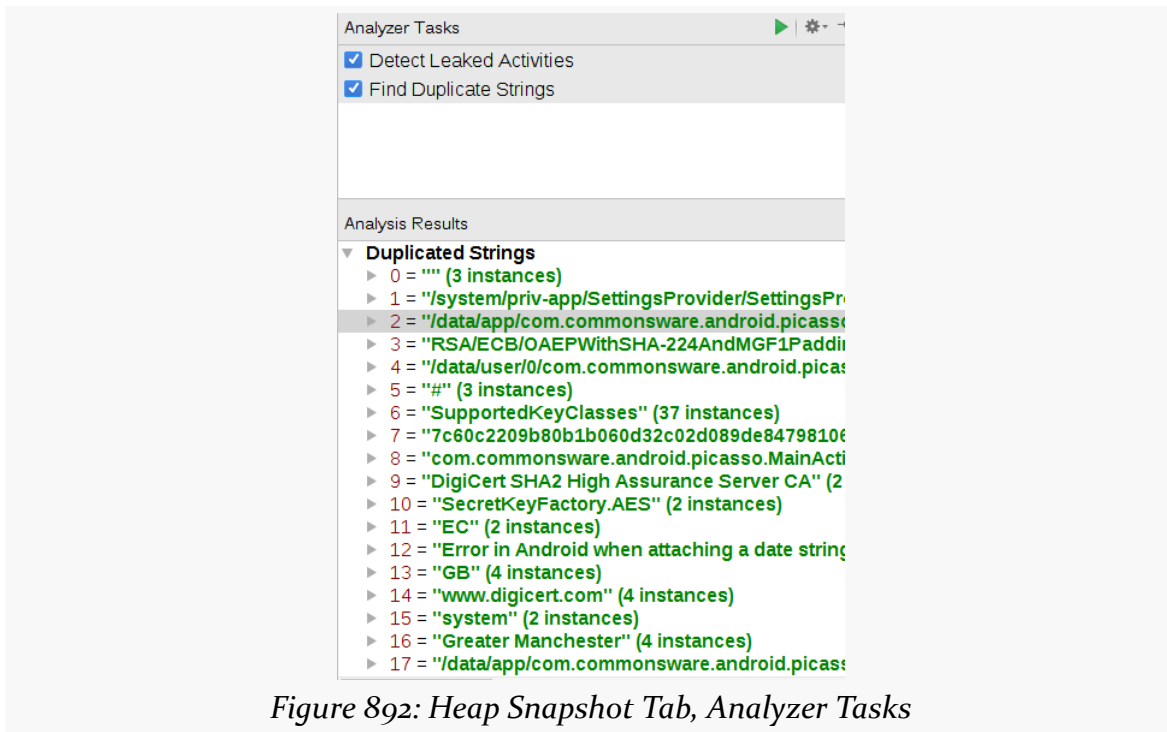 Analyzer Tasks
Detect Leaked Activities
Find Duplicate Strings
Analysis Results
Duplicated Strings
0 = "" (3 instances)
1 = "/system/priv-app/SettingsProvider/SettingsPr
2 = "/data/app/com.commonsware.android.picasso
3 = "RSA/ECB/OAEPWithSHA-224AndMGF1Paddin
4 = "/data/user/0/com.commonsware.android.picas
5 = "#" (3 instances)
6 = "SupportedKeyClasses" (37 instances)
7 = "7c60c2209b80b1b060d32c02d089de84798106
8 = "com.commonsware.android.picasso.MainActi
9 = "DigiCert SHA2 High Assurance Server CA" (2
10 = "SecretKeyFactory.AES" (2 instances)
11 = "EC" (2 instances)
12 = "Error in Android when attaching a date string
13 = "GB" (4 instances)
14 = "www.digicert.com" (4 instances)
15 = "system" (2 instances)
16 = "Greater Manchester" (4 instances)
17 = "/data/app/com.commonsware.android.picass
Figure 892: Heap Snapshot Tab, Analyzer Tasks